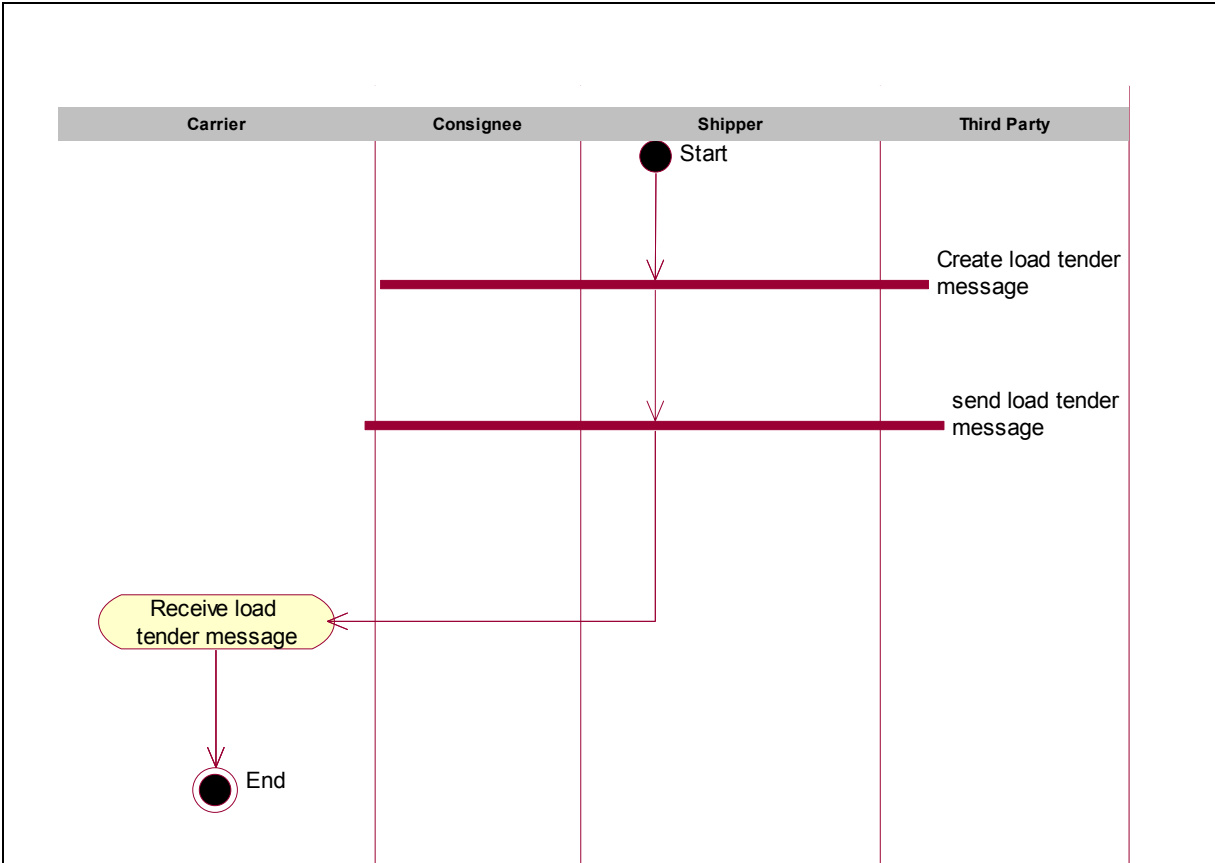 Carrier
Consignee
Shipper
Third Party
Start
Create load tender
message
send load tender
message
Receive load
tender message
End